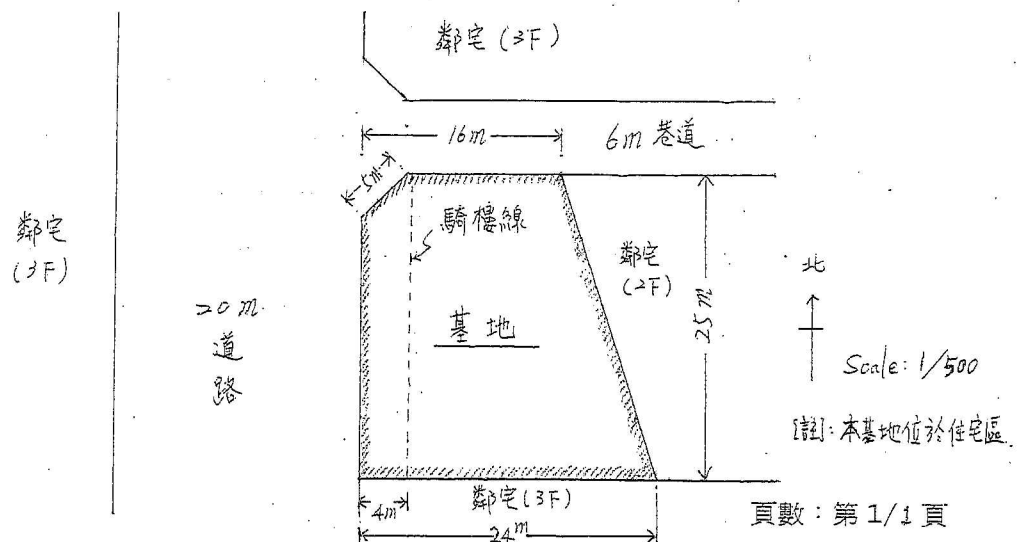 鄰宅(3F)
16m
6m 巷道
5m
騎樓線
鄰宅
(3F)
鄰宅
(2F)
北
20m
道
路
基地
25m
Scale: 1/500
[註]: 本基地位於住宅區.
4m
鄰宅(3F)
24m
頁數：第 1/1 頁